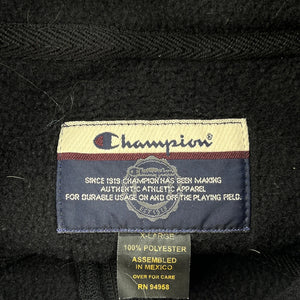 Champion®
SINCE 1919 CHAMPION HAS BEEN MAKING
AUTHENTIC ATHLETIC APPAREL
FOR DURABLE USAGE ON AND OFF THE PLAYING FIELD.
X-LARGE
100% POLYESTER
ASSEMBLED
IN MEXICO
OVER FOR CARE
RN 94958